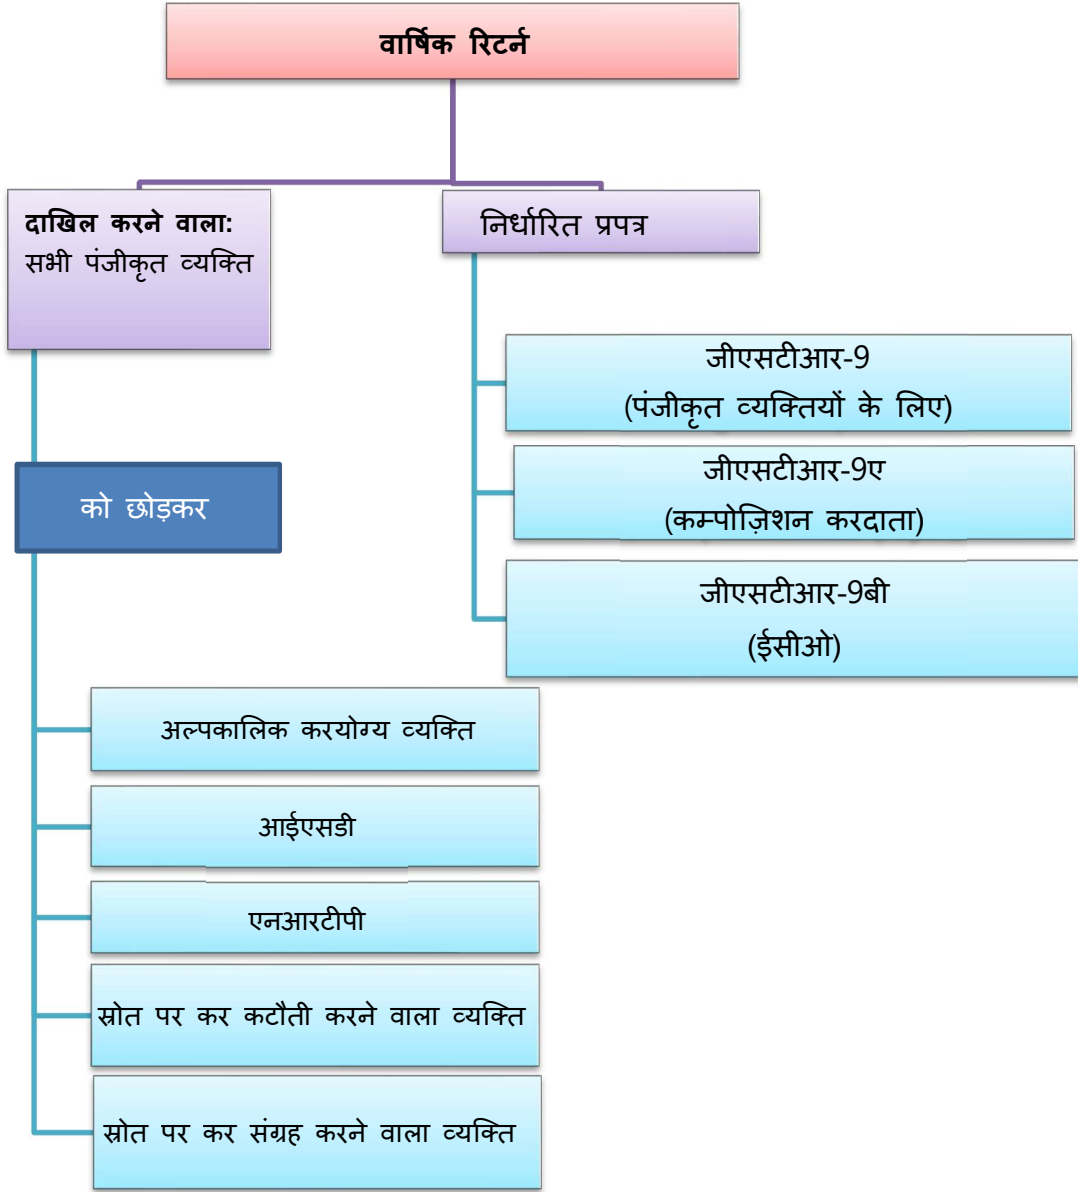 वार्षिक रिटर्न
दाखिल करने वाला:
सभी पंजीकृत व्यक्ति
निर्धारित प्रपत्र
जीएसटीआर-9
(पंजीकृत व्यक्तियों के लिए)
को छोड़कर
जीएसटीआर-9ए
(कम्पोज़िशन करदाता)
जीएसटीआर-9बी
(ईसीओ)
अल्पकालिक करयोग्य व्यक्ति
आईएसडी
एनआरटीपी
स्रोत पर कर कटौती करने वाला व्यक्ति
स्रोत पर कर संग्रह करने वाला व्यक्ति